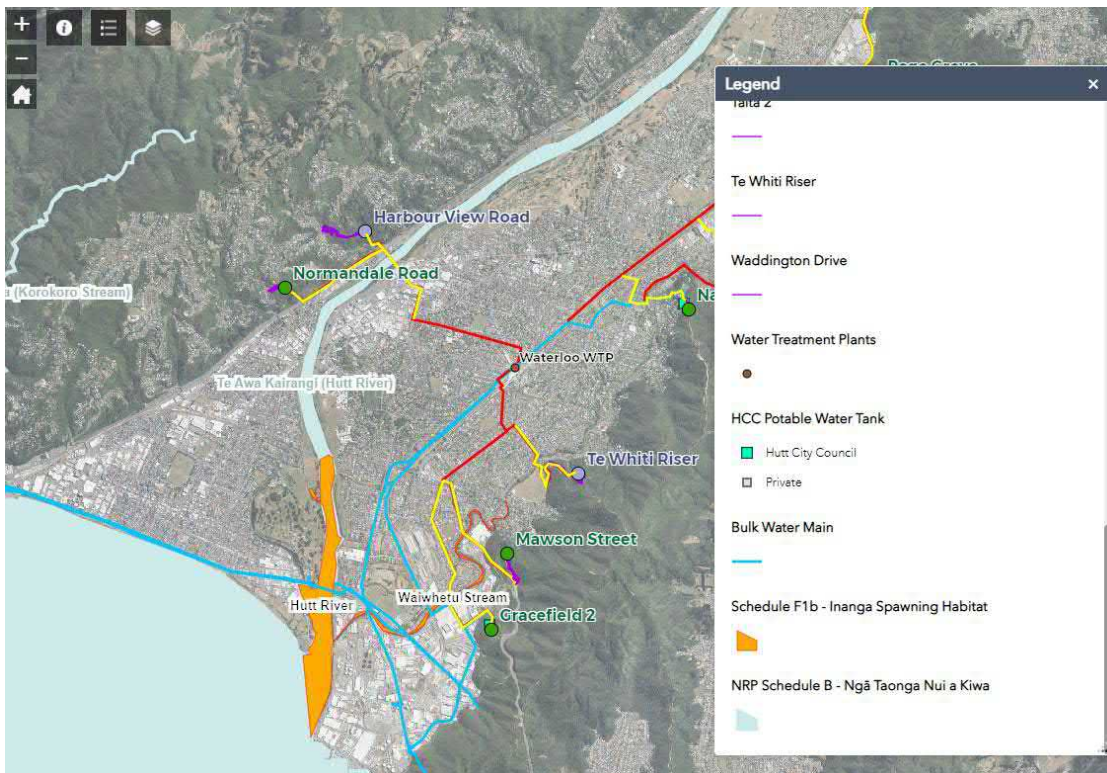 Harbour View Road
Normandale Road
(Korokoro Stream)
Te Awa Kairangi (Hutt River)
Waterloo WTP
Te Whiti Riser
Mawson Street
Hutt River
Waiwhetu Stream
Gracefield 2
Na
Legend
Taita 2
Te Whiti Riser
Waddington Drive
Water Treatment Plants
HCC Potable Water Tank
Hutt City Council
Private
Bulk Water Main
Schedule F1b - Inanga Spawning Habitat
NRP Schedule B - Ngā Taonga Nui a Kiwa